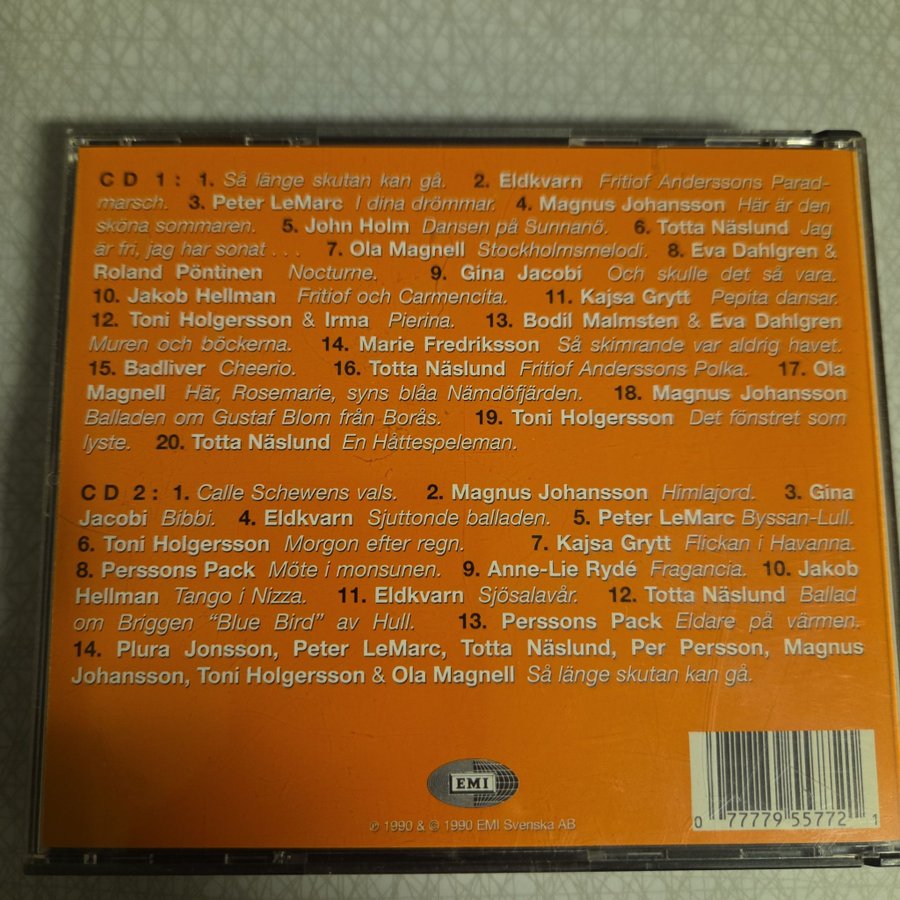 CD 1: 1. Så länge skutan kan gå. 2. Eldkvarn Fritiof Anderssons Parad-
marsch. 3. Peter LeMarc I dina drömmar. 4. Magnus Johansson Här är den
sköna sommaren. 5. John Holm Dansen på Sunnanö. 6. Totta Näslund Jag
är fri, jag har sonat . . . 7. Ola Magnell Stockholmsmelodi. 8. Eva Dahlgren &
Roland Pöntinen Nocturne. 9. Gina Jacobi Och skulle det så vara.
10. Jakob Hellman Fritiof och Carmencita. 11. Kajsa Grytt Pepita dansar.
12. Toni Holgersson & Irma Pierina. 13. Bodil Malmsten & Eva Dahlgren
Muren och böckerna. 14. Marie Fredriksson Så skimrande var aldrig havet.
15. Badliver Cheerio. 16. Totta Näslund Fritiof Anderssons Polka. 17. Ola
Magnell Här, Rosemarie, syns blåa Nämdöfjärden. 18. Magnus Johansson
Balladen om Gustaf Blom från Borås. 19. Toni Holgersson Det fönstret som
lyste. 20. Totta Näslund En Håttespeleman.
CD 2: 1. Calle Schewens vals. 2. Magnus Johansson Himlajord. 3. Gina
Jacobi Bibbi. 4. Eldkvarn Sjuttonde balladen. 5. Peter LeMarc Byssan-Lull.
6. Toni Holgersson Morgon efter regn. 7. Kajsa Grytt Flickan i Havanna.
8. Perssons Pack Möte i monsunen. 9. Anne-Lie Rydé Fragancia. 10. Jakob
Hellman Tango i Nizza. 11. Eldkvarn Sjösalavår. 12. Totta Näslund Ballad
om Briggen "Blue Bird" av Hull. 13. Perssons Pack Eldare på värmen.
14. Plura Jonsson, Peter LeMarc, Totta Näslund, Per Persson, Magnus
Johansson, Toni Holgersson & Ola Magnell Så länge skutan kan gå.
EMI
℗ 1990 & © 1990 EMI Svenska AB
0 77779 55772 1